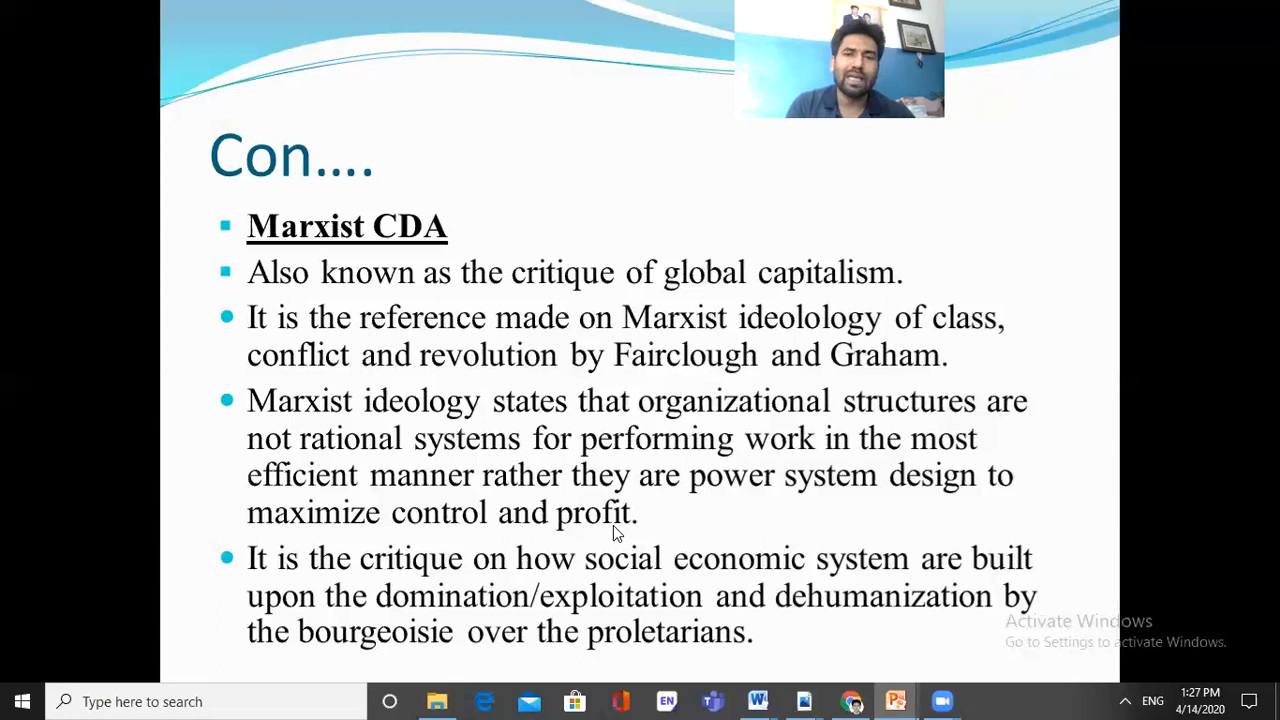 Con....
Marxist CDA
Also known as the critique of global capitalism.
It is the reference made on Marxist ideolology of class,
conflict and revolution by Fairclough and Graham.
Marxist ideology states that organizational structures are
not rational systems for performing work in the most
efficient manner rather they are power system design to
maximize control and profit.
It is the critique on how social economic system are built
upon the domination/exploitation and dehumanization by
the bourgeoisie over the proletarians.
Activate Windows
Go to Settings to activate Windows.
Type here to search
EN
ENG
1:27 PM
4/14/2020